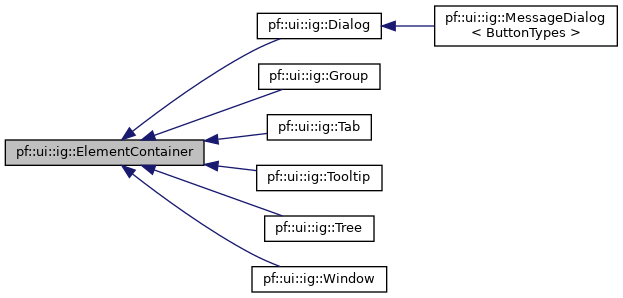 pf::ui::ig::Dialog
pf::ui::ig::MessageDialog
< ButtonTypes >
pf::ui::ig::Group
pf::ui::ig::Tab
pf::ui::ig::ElementContainer
pf::ui::ig::Tooltip
pf::ui::ig::Tree
pf::ui::ig::Window